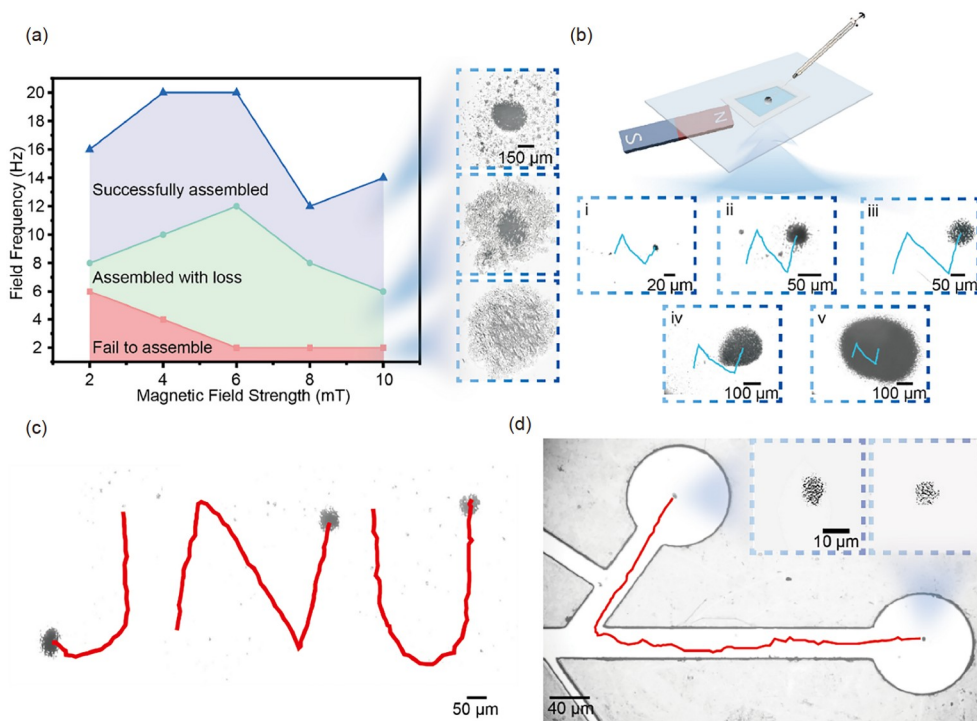 (a)
20
18
16
14
12
10
8
6
4
2
Field Frequency (Hz)
Successfully assembled
Assembled with loss
Fail to assemble
2 4 6 8 10
Magnetic Field Strength (mT)
150 μm
(b)
S N
i
20 μm
ii
50 μm
iii
50 μm
iv
100 μm
v
100 μm
(c)
JNU
50 μm
(d)
10 μm
40 μm